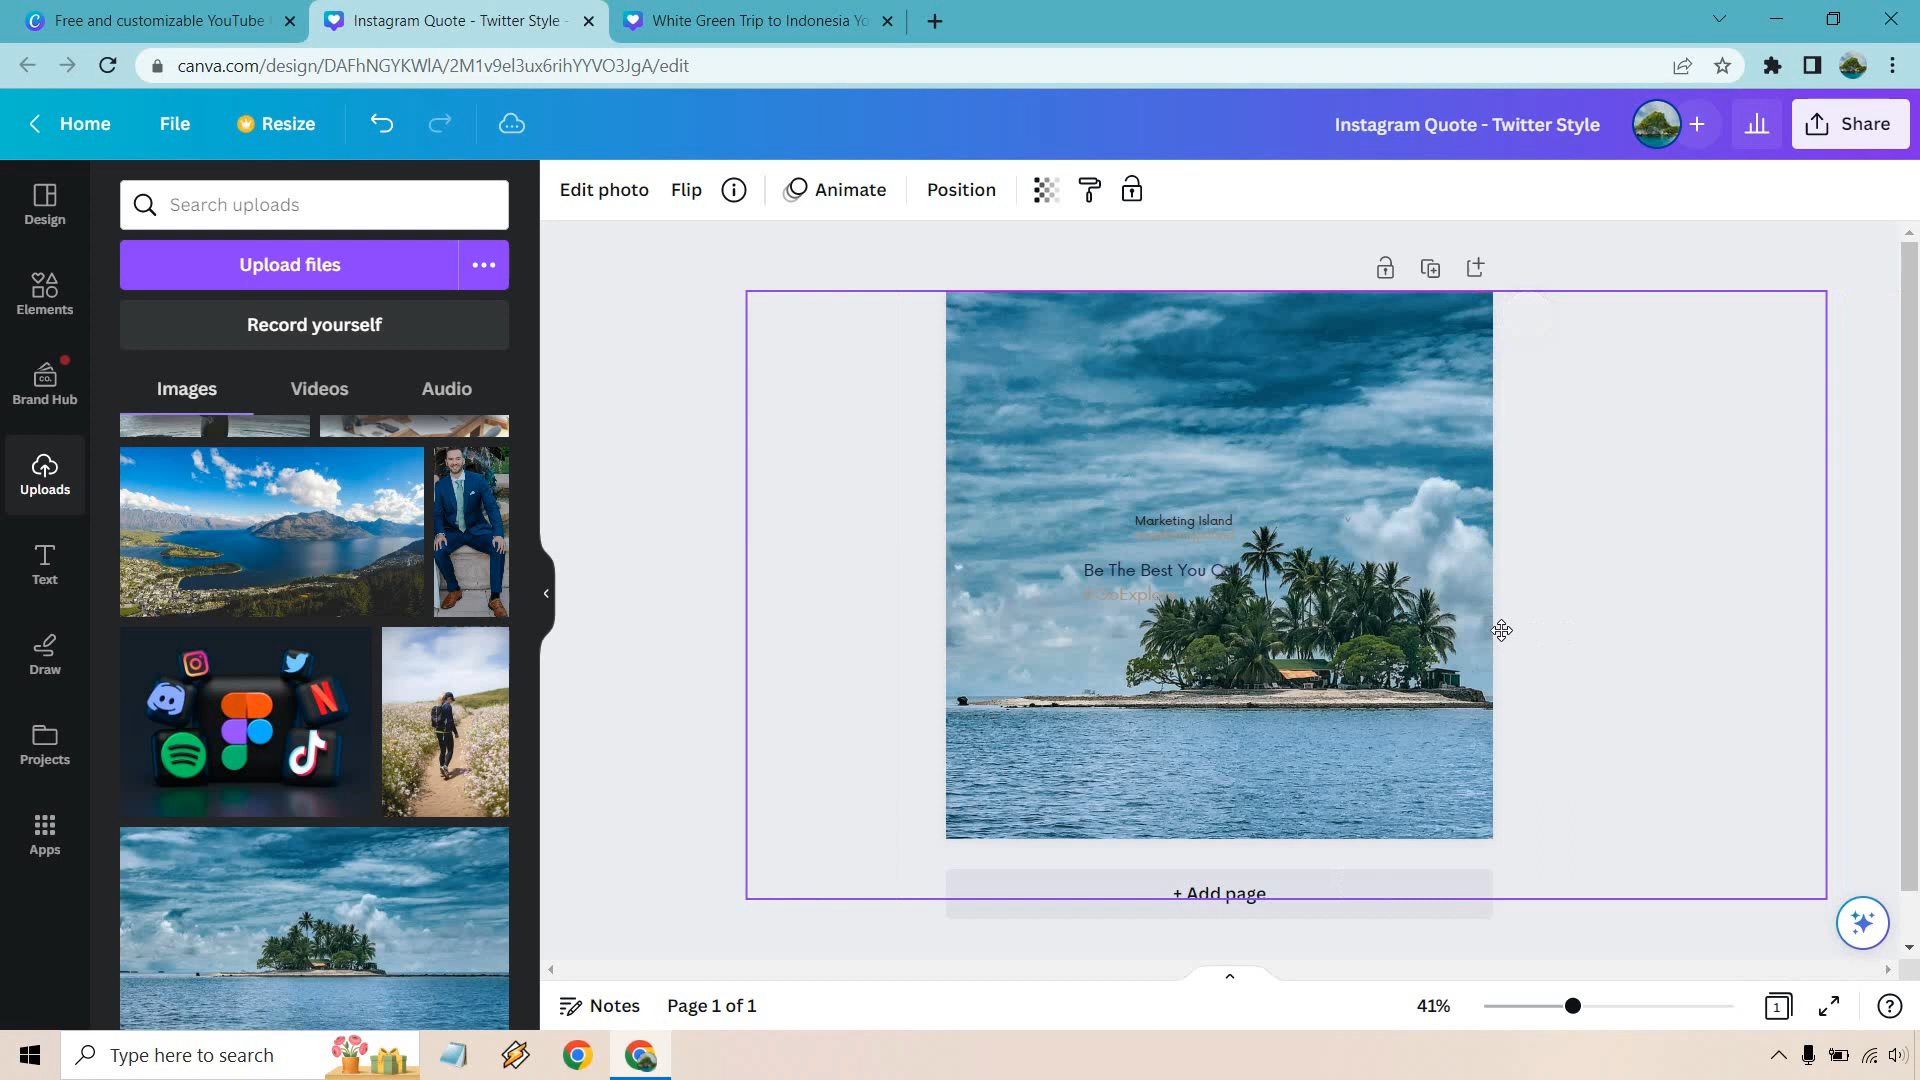 Free and customizable YouTube
Instagram Quote - Twitter Style -
White Green Trip to Indonesia Yo
canva.com/design/DAFhNGYKWlA/2M1v9el3ux6rihYYVO3JgA/edit
Home
File
Resize
Instagram Quote - Twitter Style
Share
Design
Elements
Brand Hub
Uploads
Text
Draw
Projects
Apps
Search uploads
Upload files
Record yourself
Images
Videos
Audio
Edit photo
Flip
Animate
Position
Marketing Island
Be The Best You Can
#GoExplore
+ Add page
Notes
Page 1 of 1
41%
1
Type here to search